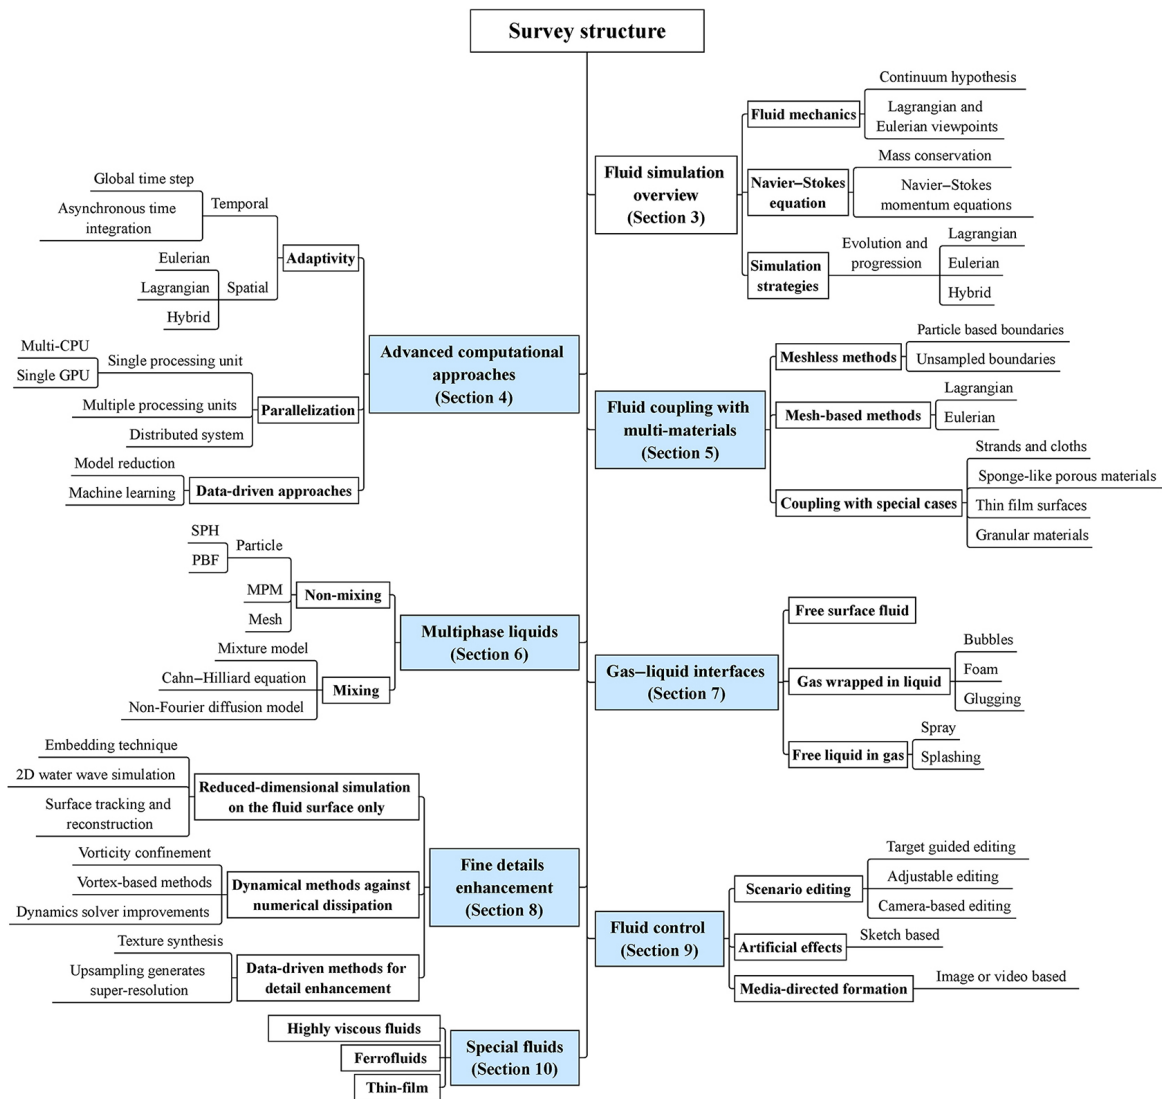 Survey structure
Fluid simulation
overview
(Section 3)
Fluid mechanics
Continuum hypothesis
Lagrangian and
Eulerian viewpoints
Navier–Stokes
equation
Mass conservation
Navier–Stokes
momentum equations
Simulation
strategies
Evolution and
progression
Lagrangian
Eulerian
Hybrid
Advanced computational
approaches
(Section 4)
Adaptivity
Temporal
Global time step
Asynchronous time
integration
Spatial
Eulerian
Lagrangian
Hybrid
Parallelization
Single processing unit
Multi-CPU
Single GPU
Multiple processing units
Distributed system
Data-driven approaches
Model reduction
Machine learning
Fluid coupling with
multi-materials
(Section 5)
Meshless methods
Particle based boundaries
Unsampled boundaries
Mesh-based methods
Lagrangian
Eulerian
Coupling with special cases
Strands and cloths
Sponge-like porous materials
Thin film surfaces
Granular materials
Multiphase liquids
(Section 6)
Non-mixing
Particle
SPH
PBF
MPM
Mesh
Mixing
Mixture model
Cahn–Hilliard equation
Non-Fourier diffusion model
Gas–liquid interfaces
(Section 7)
Free surface fluid
Gas wrapped in liquid
Bubbles
Foam
Glugging
Free liquid in gas
Spray
Splashing
Fine details
enhancement
(Section 8)
Reduced-dimensional simulation
on the fluid surface only
Embedding technique
2D water wave simulation
Surface tracking and
reconstruction
Dynamical methods against
numerical dissipation
Vorticity confinement
Vortex-based methods
Dynamics solver improvements
Data-driven methods for
detail enhancement
Texture synthesis
Upsampling generates
super-resolution
Fluid control
(Section 9)
Scenario editing
Target guided editing
Adjustable editing
Camera-based editing
Artificial effects
Sketch based
Media-directed formation
Image or video based
Special fluids
(Section 10)
Highly viscous fluids
Ferrofluids
Thin-film